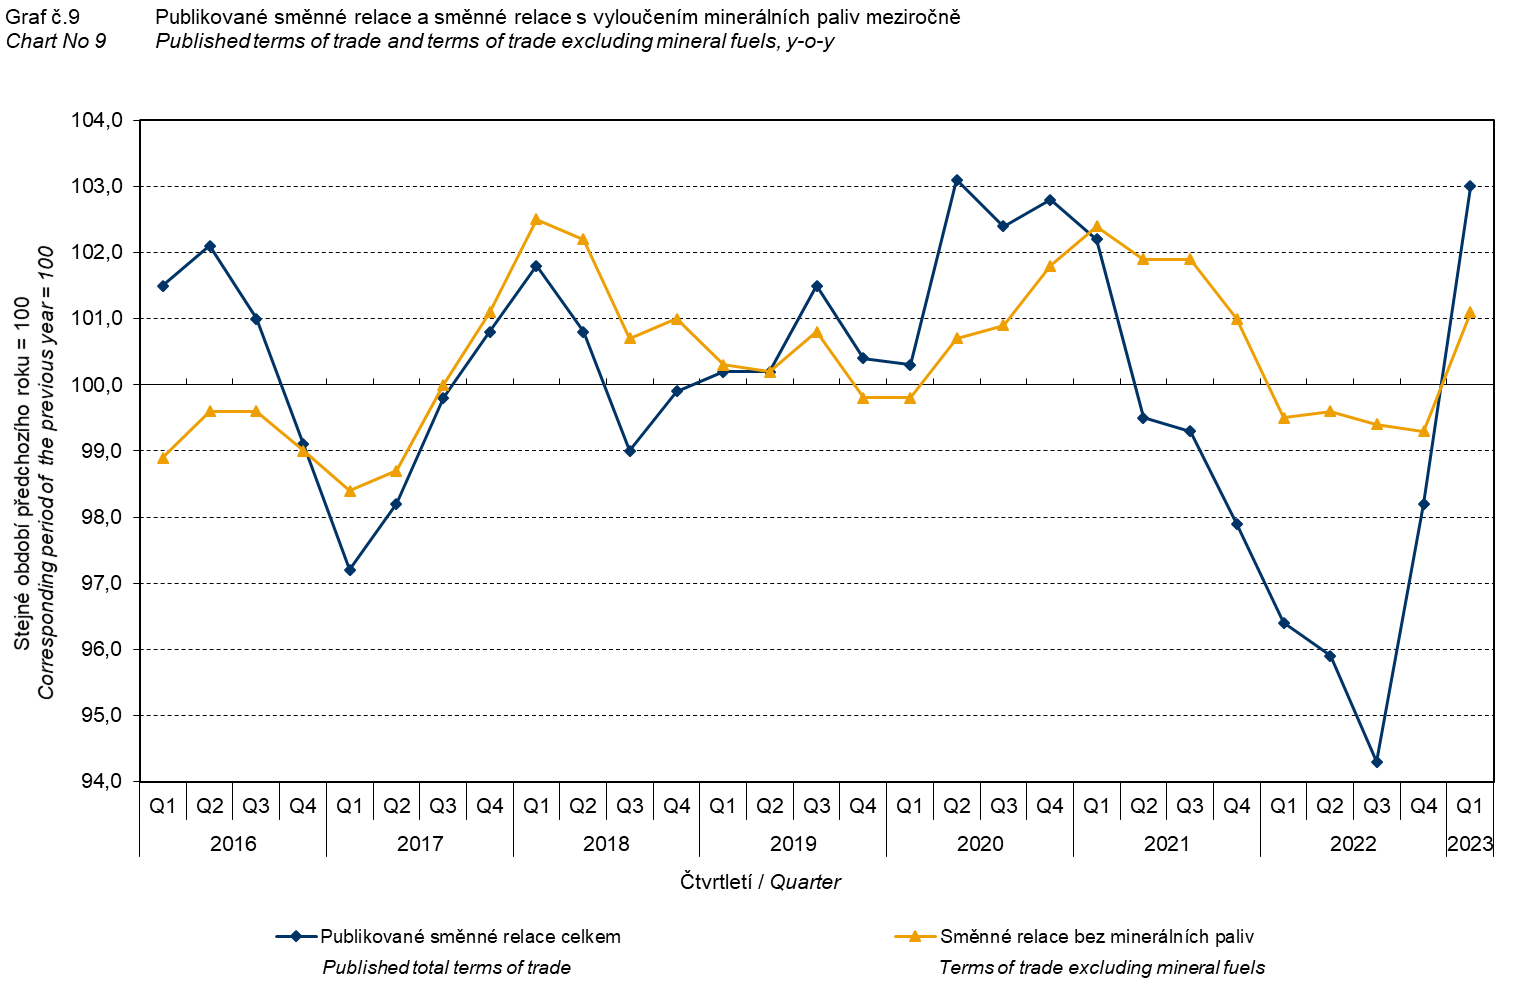 Graf č.9 Publikované směnné relace a směnné relace s vyloučením minerálních paliv meziročně
Chart No 9 Published terms of trade and terms of trade excluding mineral fuels, y-o-y
Stejné období předchozího roku = 100
Corresponding period of the previous year = 100
104,0
103,0
102,0
101,0
100,0
99,0
98,0
97,0
96,0
95,0
94,0
Q1 Q2 Q3 Q4 Q1 Q2 Q3 Q4 Q1 Q2 Q3 Q4 Q1 Q2 Q3 Q4 Q1 Q2 Q3 Q4 Q1 Q2 Q3 Q4 Q1 Q2 Q3 Q4 Q1
2016 2017 2018 2019 2020 2021 2022 2023
Čtvrtletí / Quarter
Publikované směnné relace celkem Směnné relace bez minerálních paliv
Published total terms of trade Terms of trade excluding mineral fuels